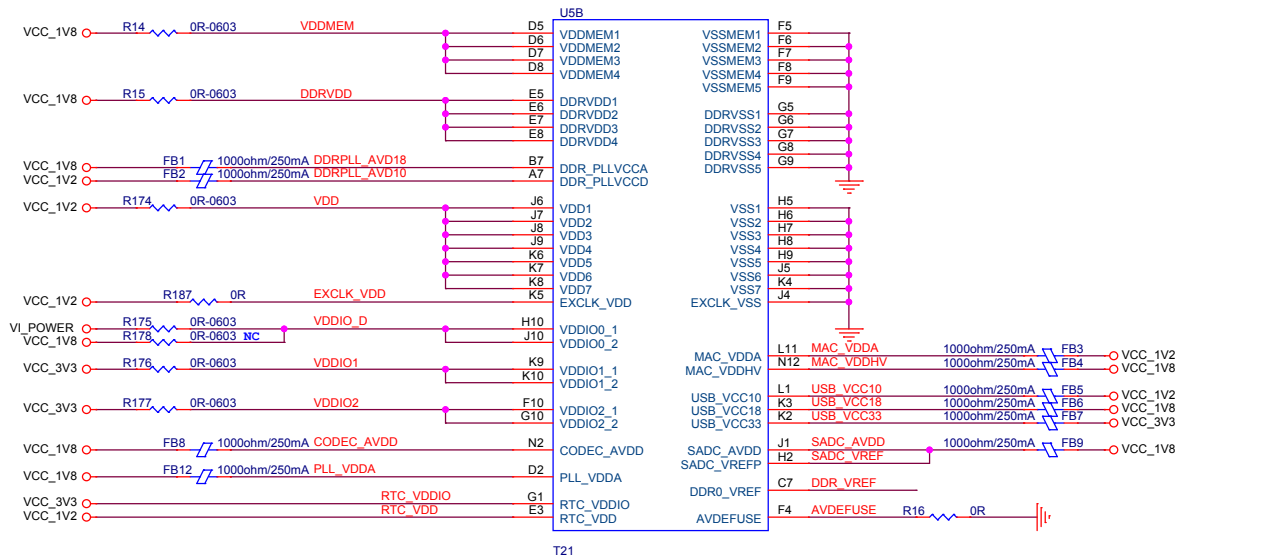 U5B
VCC_1V8 R14 0R-0603 VDDMEM D5 VDDMEM1 VSSMEM1 F5
D6 VDDMEM2 VSSMEM2 F6
D7 VDDMEM3 VSSMEM3 F7
D8 VDDMEM4 VSSMEM4 F8
VSSMEM5 F9
VCC_1V8 R15 0R-0603 DDRVDD E5 DDRVDD1 DDRVSS1 G5
E6 DDRVDD2 DDRVSS2 G6
E7 DDRVDD3 DDRVSS3 G7
E8 DDRVDD4 DDRVSS4 G8
VCC_1V8 FB1 1000ohm/250mA DDRPLL_AVD18 B7 DDR_PLLVCCA DDRVSS5 G9
VCC_1V2 FB2 1000ohm/250mA DDRPLL_AVD10 A7 DDR_PLLVCCD
VCC_1V2 R174 0R-0603 VDD J6 VDD1 VSS1 H5
J7 VDD2 VSS2 H6
J8 VDD3 VSS3 H7
J9 VDD4 VSS4 H8
K6 VDD5 VSS5 H9
K7 VDD6 VSS6 J5
K8 VDD7 VSS7 K4
VCC_1V2 R187 0R EXCLK_VDD K5 EXCLK_VDD EXCLK_VSS J4
VI_POWER R175 0R-0603 VDDIO_D H10 VDDIO0_1
VCC_1V8 R178 0R-0603 NC J10 VDDIO0_2
MAC_VDDA L11 MAC_VDDA 1000ohm/250mA FB3 VCC_1V2
VCC_3V3 R176 0R-0603 VDDIO1 K9 VDDIO1_1 MAC_VDDHV N12 MAC_VDDHV 1000ohm/250mA FB4 VCC_1V8
K10 VDDIO1_2
USB_VCC10 L1 USB_VCC10 1000ohm/250mA FB5 VCC_1V2
VCC_3V3 R177 0R-0603 VDDIO2 F10 VDDIO2_1 USB_VCC18 K3 USB_VCC18 1000ohm/250mA FB6 VCC_1V8
G10 VDDIO2_2 USB_VCC33 K2 USB_VCC33 1000ohm/250mA FB7 VCC_3V3
VCC_1V8 FB8 1000ohm/250mA CODEC_AVDD N2 CODEC_AVDD SADC_AVDD J1 SADC_AVDD 1000ohm/250mA FB9 VCC_1V8
SADC_VREFP H2 SADC_VREF
VCC_1V8 FB12 1000ohm/250mA PLL_VDDA D2 PLL_VDDA
DDR0_VREF C7 DDR_VREF
VCC_3V3 RTC_VDDIO G1 RTC_VDDIO
VCC_1V2 RTC_VDD E3 RTC_VDD AVDEFUSE F4 AVDEFUSE R16 0R
T21